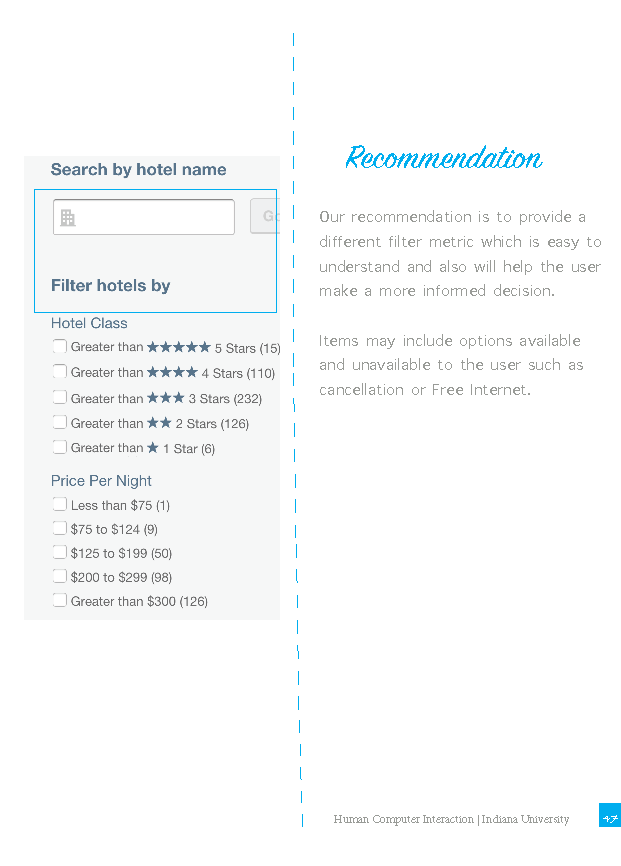 Search by hotel name
Go
Filter hotels by
Hotel Class
Greater than ★★★★★ 5 Stars (15)
Greater than ★★★★ 4 Stars (110)
Greater than ★★★ 3 Stars (232)
Greater than ★★ 2 Stars (126)
Greater than ★ 1 Star (6)
Price Per Night
Less than $75 (1)
$75 to $124 (9)
$125 to $199 (50)
$200 to $299 (98)
Greater than $300 (126)
Recommendation
Our recommendation is to provide a
different filter metric which is easy to
understand and also will help the user
make a more informed decision.
Items may include options available
and unavailable to the user such as
cancellation or Free Internet.
Human Computer Interaction | Indiana University
47